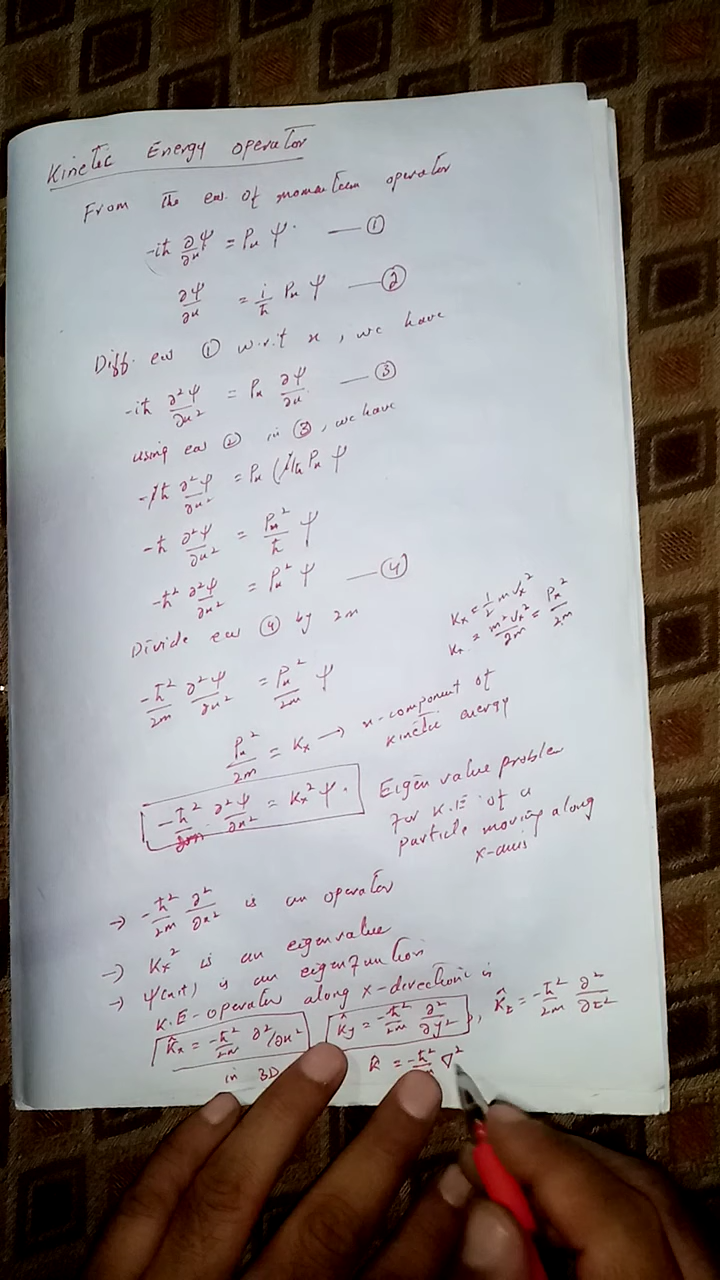 Kinetic Energy operator
From the eq. of momentum operator
-iħ ∂Ψ/∂x = Px Ψ. — ①
∂Ψ/∂x = i/ħ Px Ψ — ②
Diff. eq ① w.r.t x, we have
-iħ ∂²Ψ/∂x² = Px ∂Ψ/∂x — ③
using eq ② in ③, we have
-iħ ∂²Ψ/∂x² = Px (i/ħ Px Ψ
-ħ ∂²Ψ/∂x² = Px²/ħ Ψ
-ħ² ∂²Ψ/∂x² = Px² Ψ — ④
Divide eq ④ by 2m
Kx = 1/2 m Vx²
Kx = m²Vx²/2m = Px²/2m
-ħ²/2m ∂²Ψ/∂x² = Px²/2m Ψ
Px²/2m = Kx → x-component of
kinetic energy
-ħ²/2m ∂²Ψ/∂x² = Kx² Ψ.
Eigen value problem
for K.E of a
particle moving along
x-axis
→ -ħ²/2m ∂²/∂x² is an operator
→ Kx² is an eigenvalue
→ Ψ(x,t) is an eigenfunction
K.E-operator along x-direction is
K̂x = -ħ²/2m ∂²/∂x² K̂y = -ħ²/2m ∂²/∂y², K̂z = -ħ²/2m ∂²/∂z²
in 3D K̂ = -ħ²/ ∇²